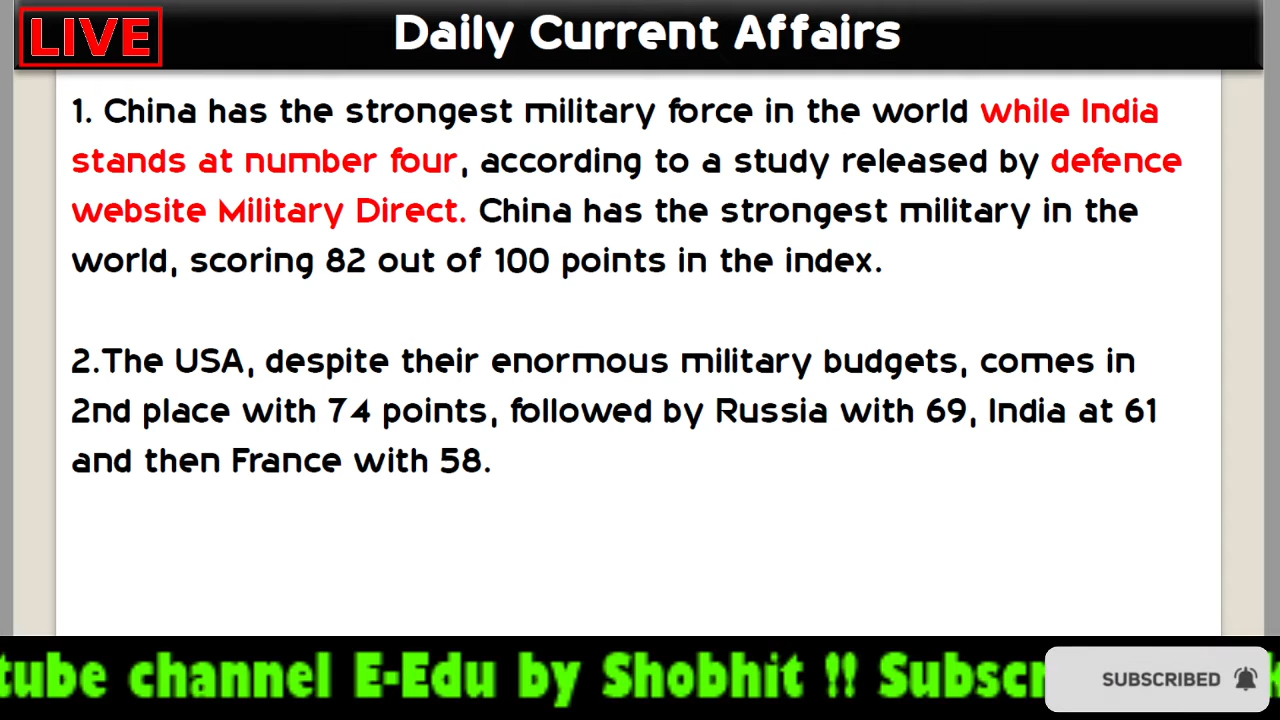 LIVE
Daily Current Affairs
1. China has the strongest military force in the world while India
stands at number four, according to a study released by defence
website Military Direct. China has the strongest military in the
world, scoring 82 out of 100 points in the index.
2.The USA, despite their enormous military budgets, comes in
2nd place with 74 points, followed by Russia with 69, India at 61
and then France with 58.
tube channel E-Edu by Shobhit !! Subscr
SUBSCRIBED